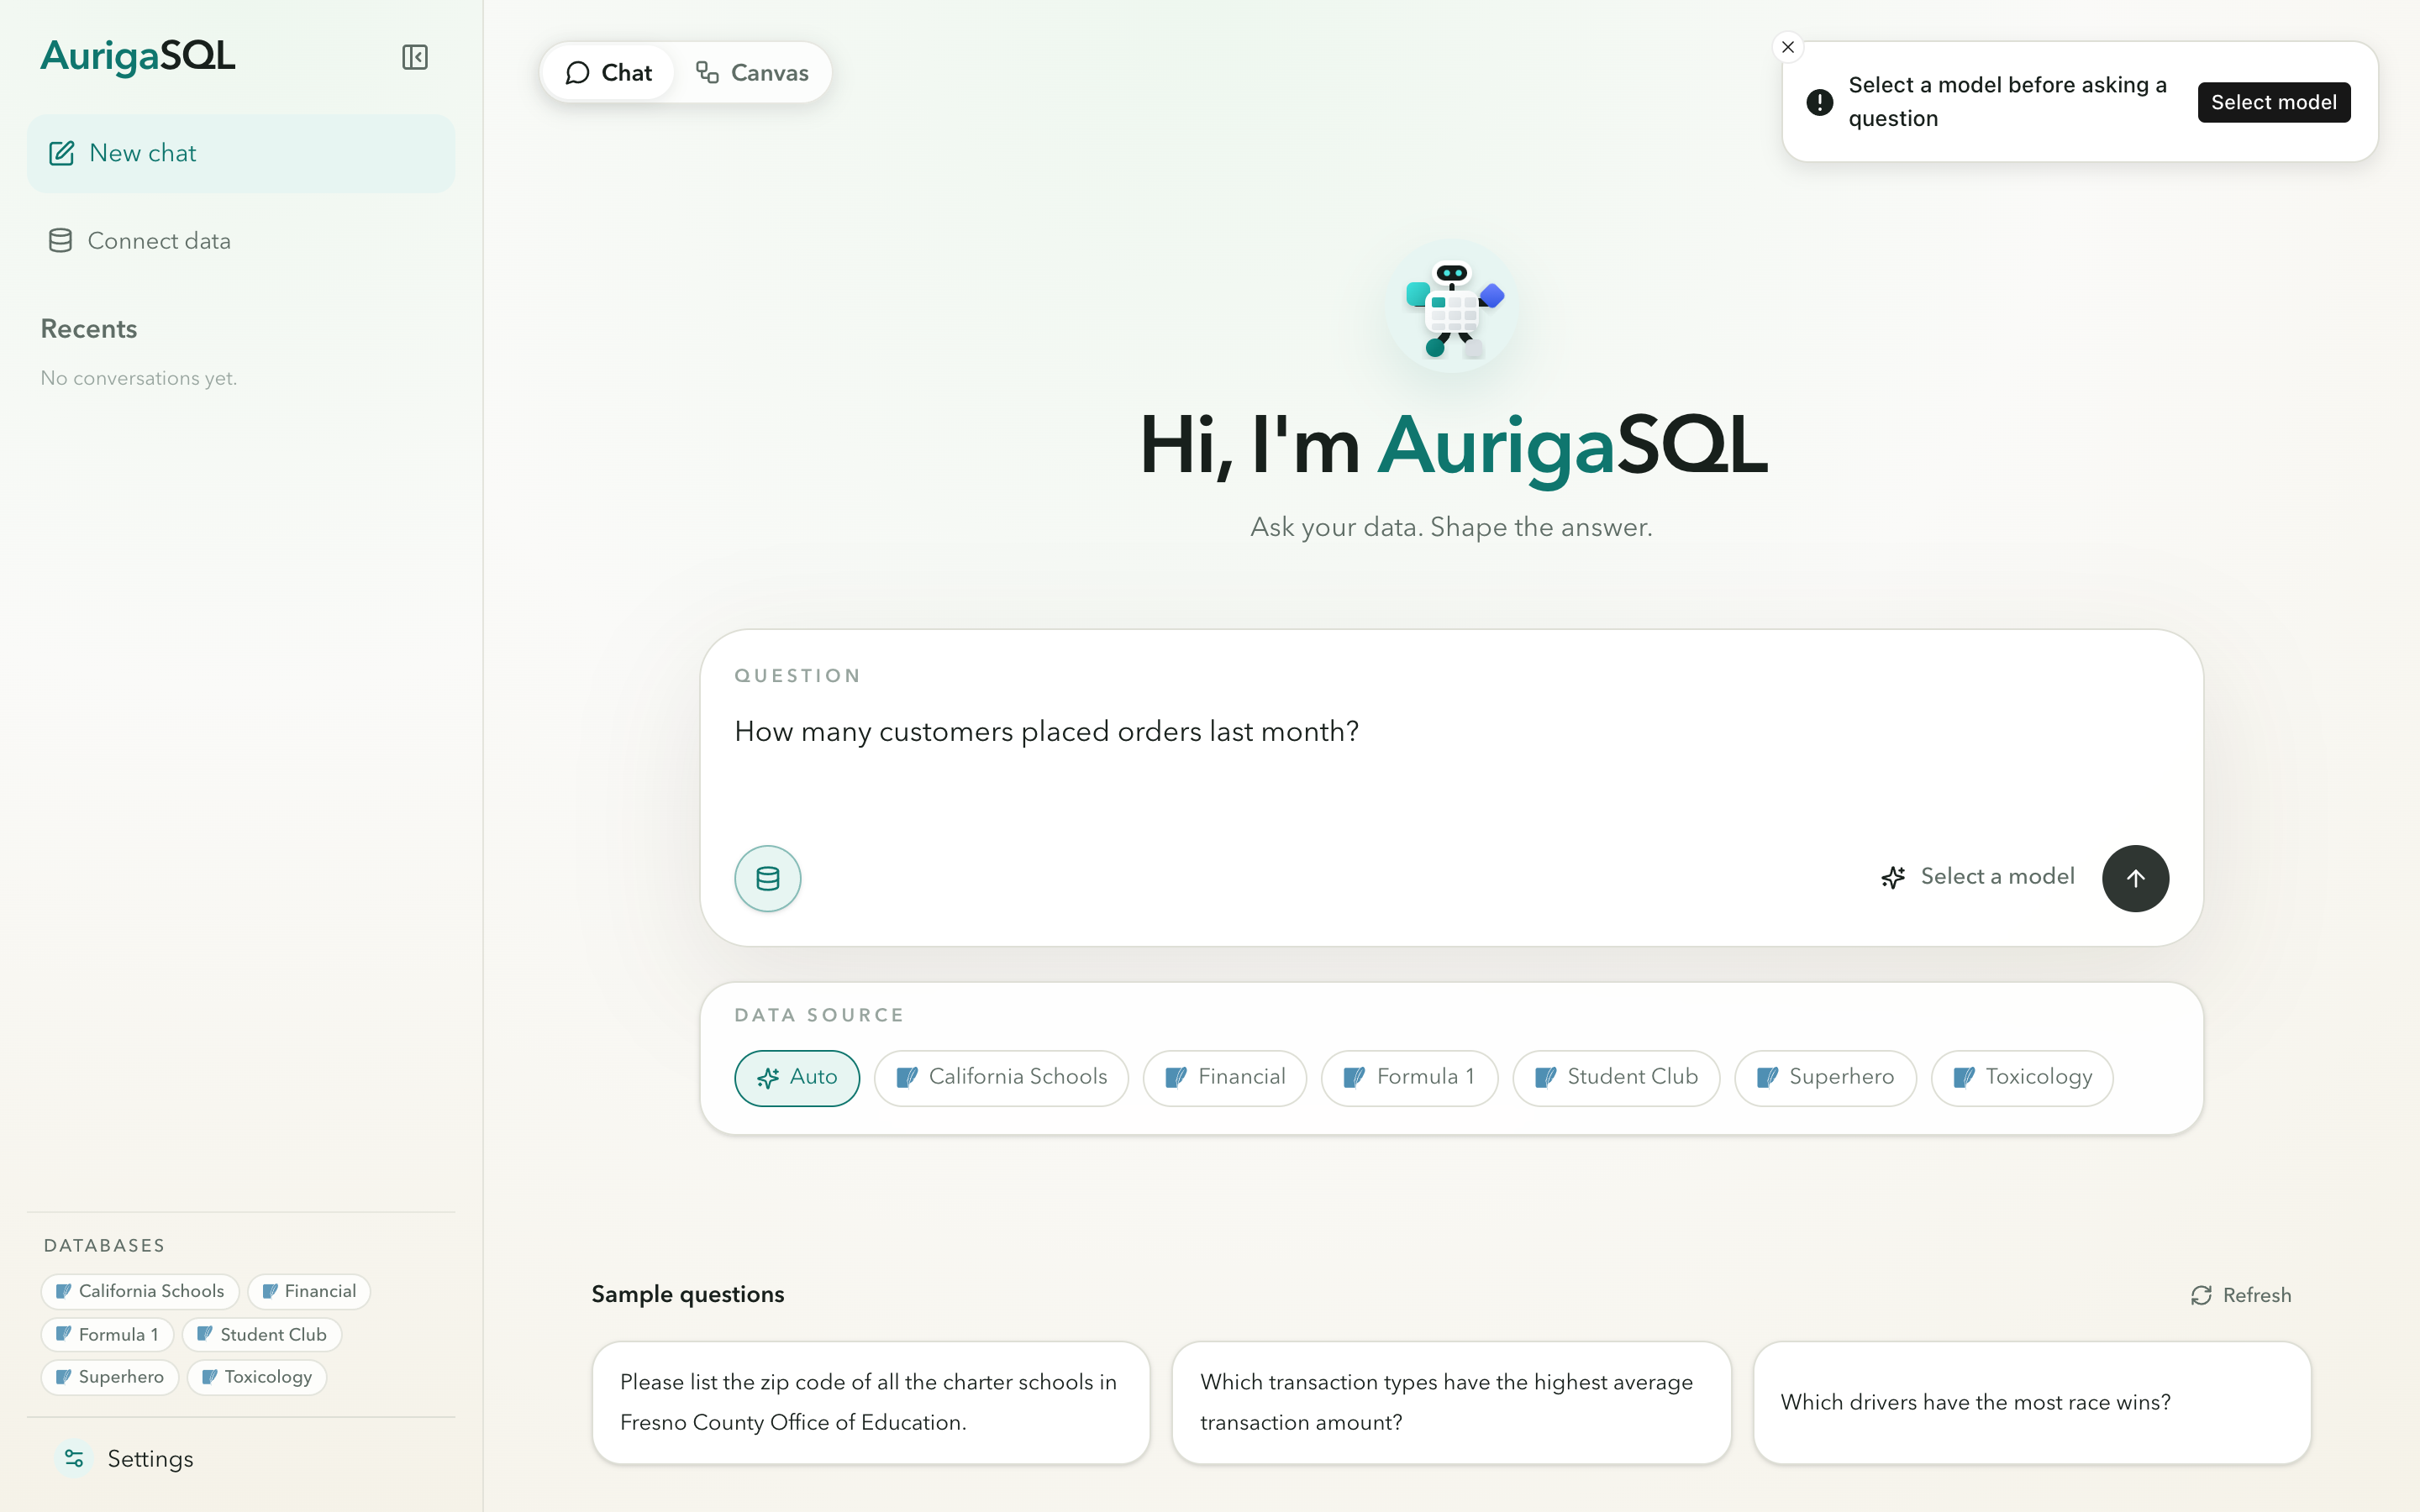 AurigaSQL
New chat
Connect data
Recents
No conversations yet.
DATABASES
California Schools
Financial
Formula 1
Student Club
Superhero
Toxicology
Settings
Chat
Canvas
Select a model before asking a
question
Select model
Hi, I'm AurigaSQL
Ask your data. Shape the answer.
QUESTION
How many customers placed orders last month?
Select a model
DATA SOURCE
Auto
California Schools
Financial
Formula 1
Student Club
Superhero
Toxicology
Sample questions
Refresh
Please list the zip code of all the charter schools in
Fresno County Office of Education.
Which transaction types have the highest average
transaction amount?
Which drivers have the most race wins?